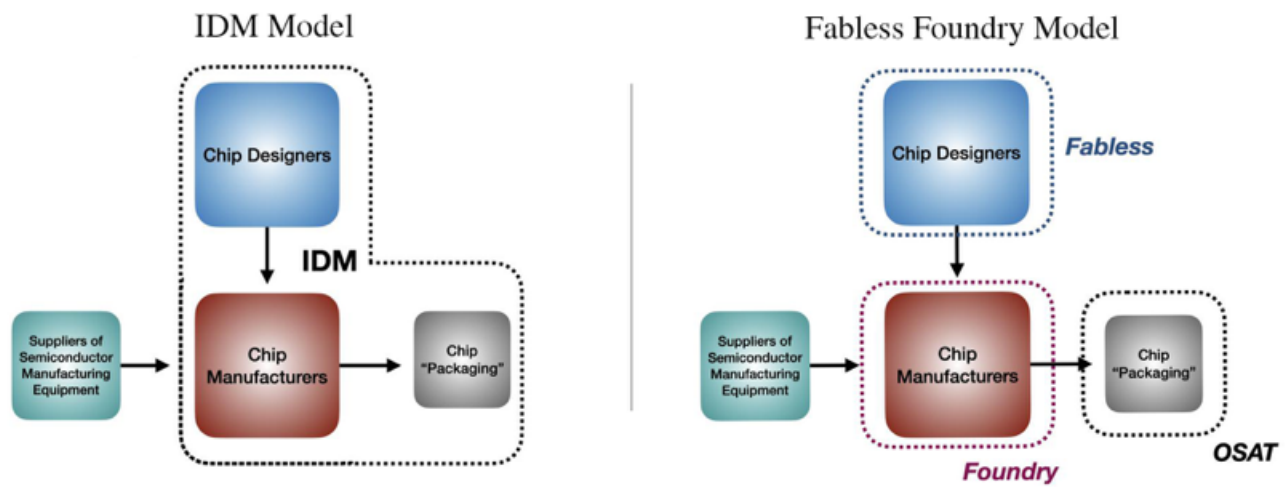 IDM Model
Chip Designers
IDM
Suppliers of
Semiconductor
Manufacturing
Equipment
Chip
Manufacturers
Chip
“Packaging”
Fabless Foundry Model
Chip Designers
Fabless
Suppliers of
Semiconductor
Manufacturing
Equipment
Chip
Manufacturers
Chip
“Packaging”
Foundry
OSAT